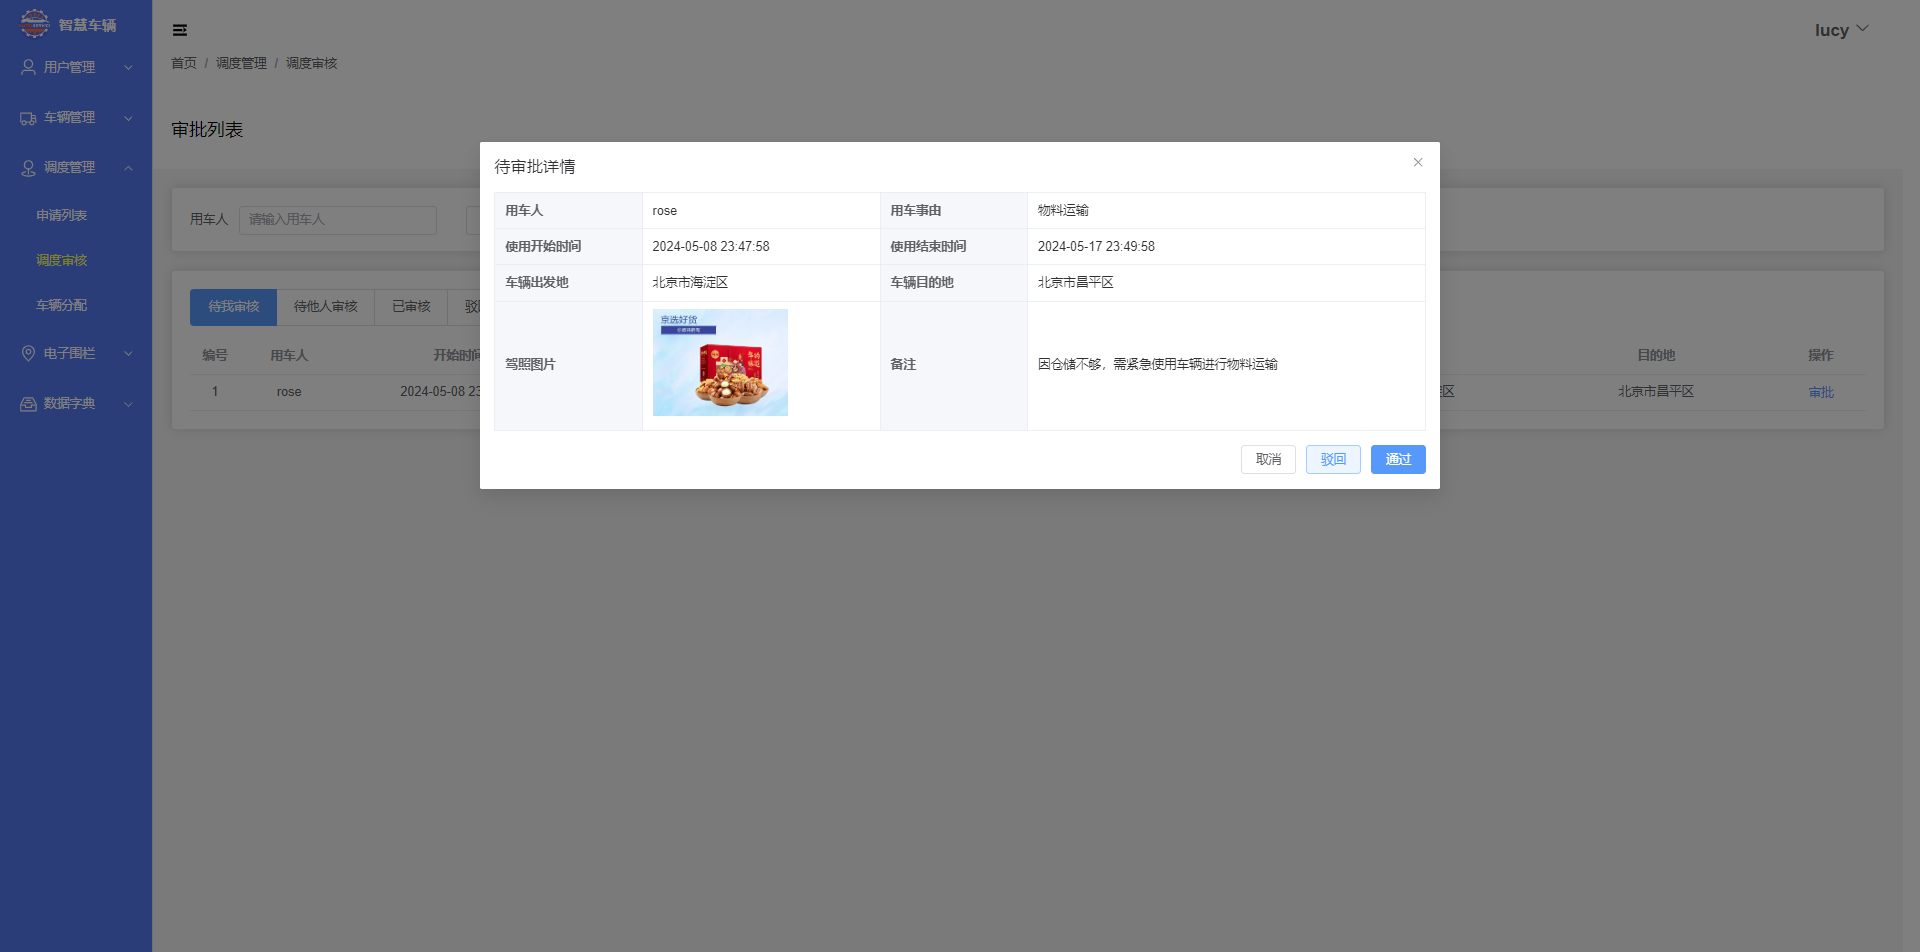 智慧车辆
lucy
用户管理
车辆管理
调度管理
申请列表
调度审核
车辆分配
电子围栏
数据字典
首页 / 调度管理 / 调度审核
审批列表
用车人 请输入用车人
待我审核 待他人审核 已审核
编号 用车人 开始时间 目的地 操作
1 rose 2024-05-08 23 区 北京市昌平区 审批
待审批详情
用车人 rose 用车事由 物料运输
使用开始时间 2024-05-08 23:47:58 使用结束时间 2024-05-17 23:49:58
车辆出发地 北京市海淀区 车辆目的地 北京市昌平区
驾照图片 备注 因仓储不够，需紧急使用车辆进行物料运输
京选好货
取消 驳回 通过